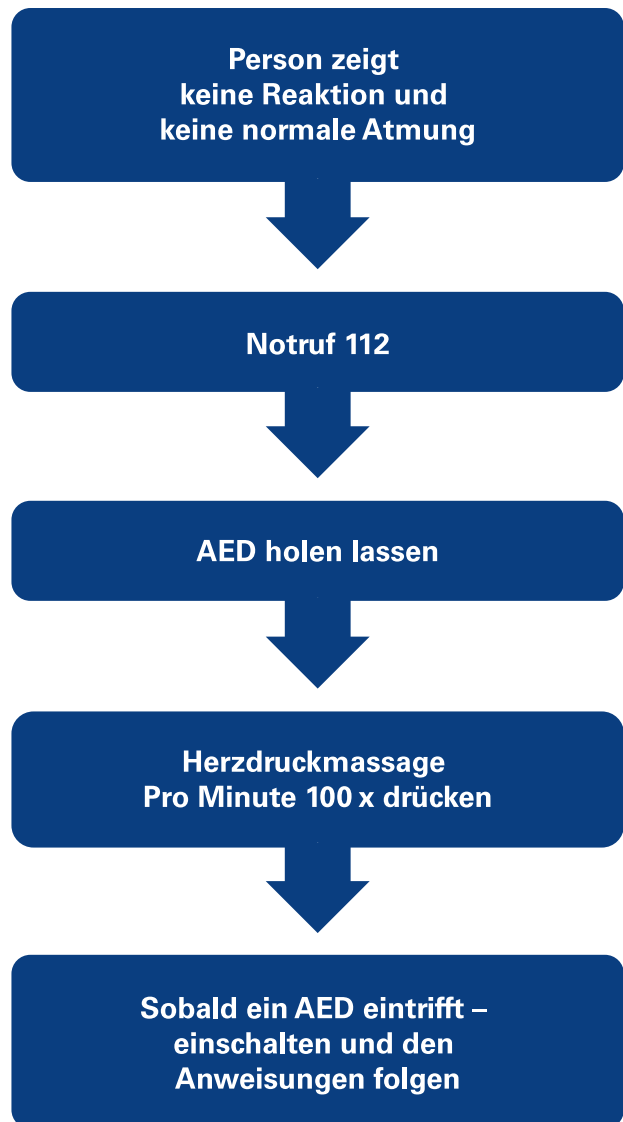 Person zeigt
keine Reaktion und
keine normale Atmung
Notruf 112
AED holen lassen
Herzdruckmassage
Pro Minute 100 x drücken
Sobald ein AED eintrifft –
einschalten und den
Anweisungen folgen